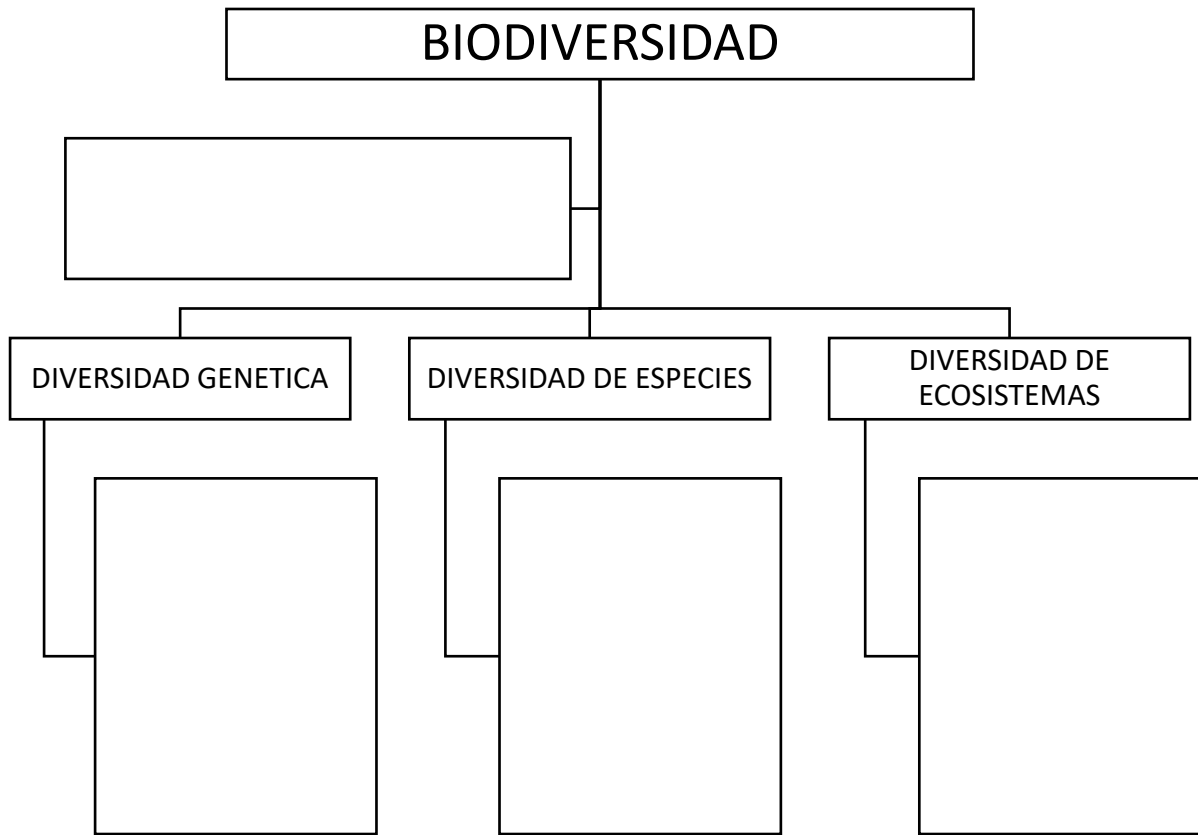 BIODIVERSIDAD
DIVERSIDAD GENETICA
DIVERSIDAD DE ESPECIES
DIVERSIDAD DE
ECOSISTEMAS